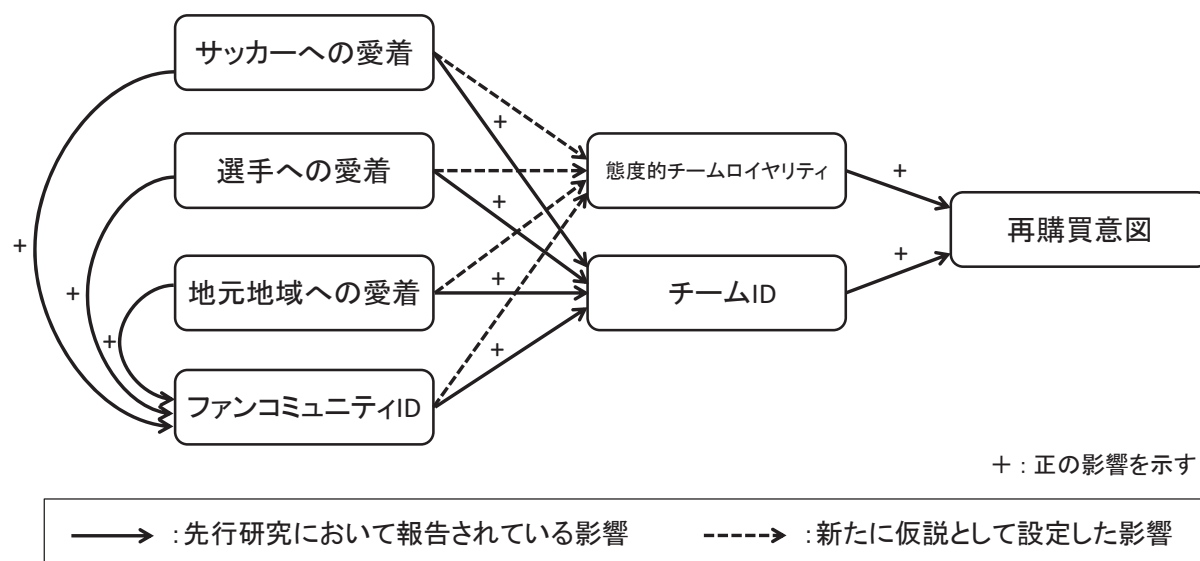 サッカーへの愛着
選手への愛着
地元地域への愛着
ファンコミュニティID
態度的チームロイヤリティ
チームID
再購買意図
+
+
+
+
+
+
+
+
+
+ : 正の影響を示す
:先行研究において報告されている影響
:新たに仮説として設定した影響